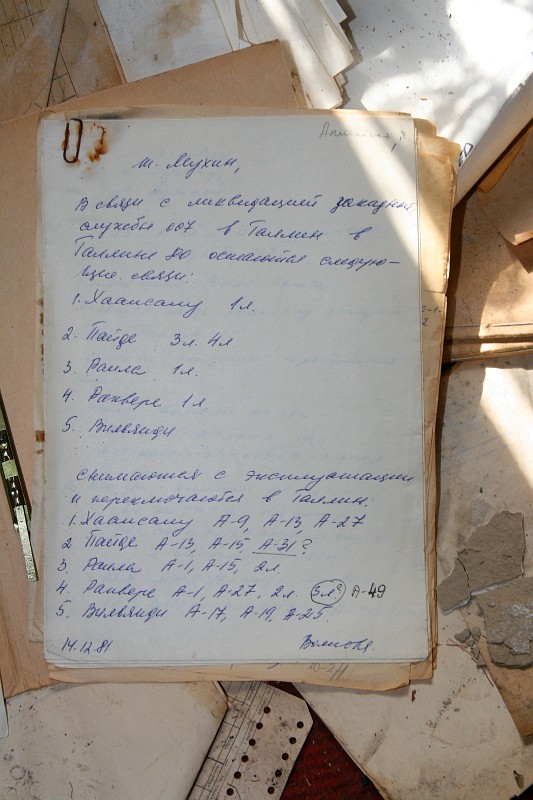 т. Мухин,
В связи с ликвидацией заказной
службы 007 в Таллин в
Таллине 80 остаются следую-
щие связи:
1. Хаапсалу 1л.
2. Пайде 3л. 4л.
3. Рапла 1л.
4. Раквере 1л.
5. Вильянди
снимаются с эксплуатации
и переключаются в Таллин:
1. Хаапсалу А-9, А-13, А-27
2. Пайде А-13, А-15, А-31?
3. Рапла А-1, А-15, 2л.
4. Раквере А-1, А-27, 2л. 3л? А-49
5. Вильянди А-17, А-19, А-25.
14.12.81.